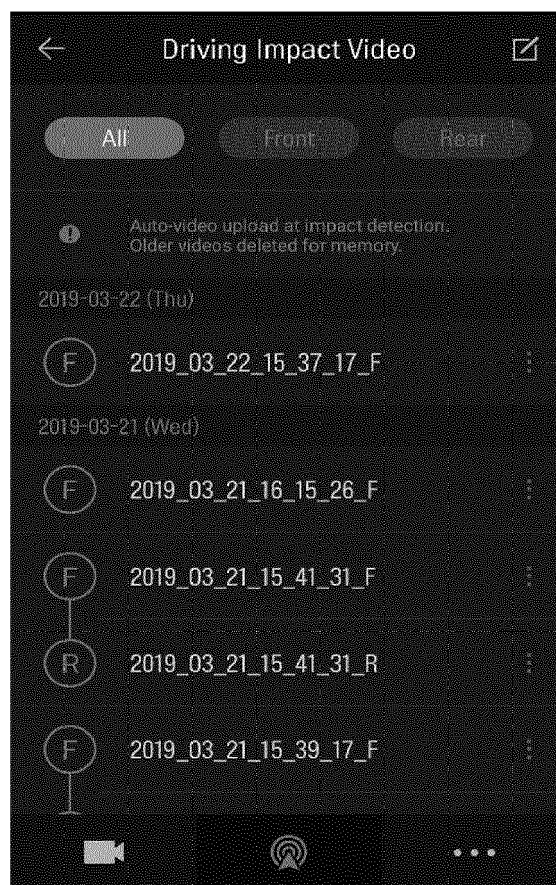 Driving Impact Video
All
Front
Rear
Auto-video upload at impact detection.
Older videos deleted for memory.
2019-03-22 (Thu)
F
2019_03_22_15_37_17_F
2019-03-21 (Wed)
F
2019_03_21_16_15_26_F
F
2019_03_21_15_41_31_F
R
2019_03_21_15_41_31_R
F
2019_03_21_15_39_17_F